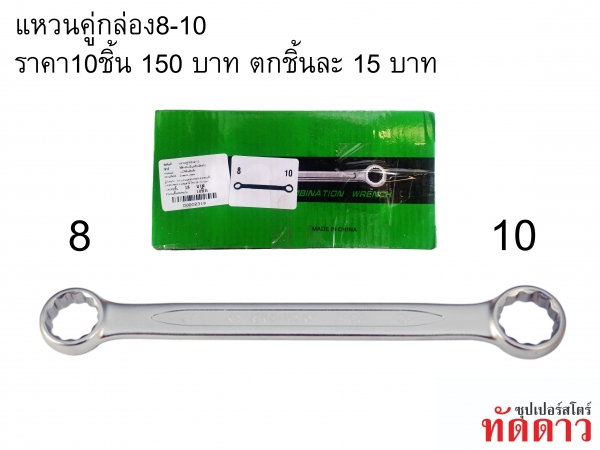 แหวนคู่กล่อง8-10
ราคา10ชิ้น 150 บาท ตกชิ้นละ 15 บาท
8
10
MBINATION WRENCH
MADE IN CHINA
8
10
ซุปเปอร์สโตร์
ทัดดาว